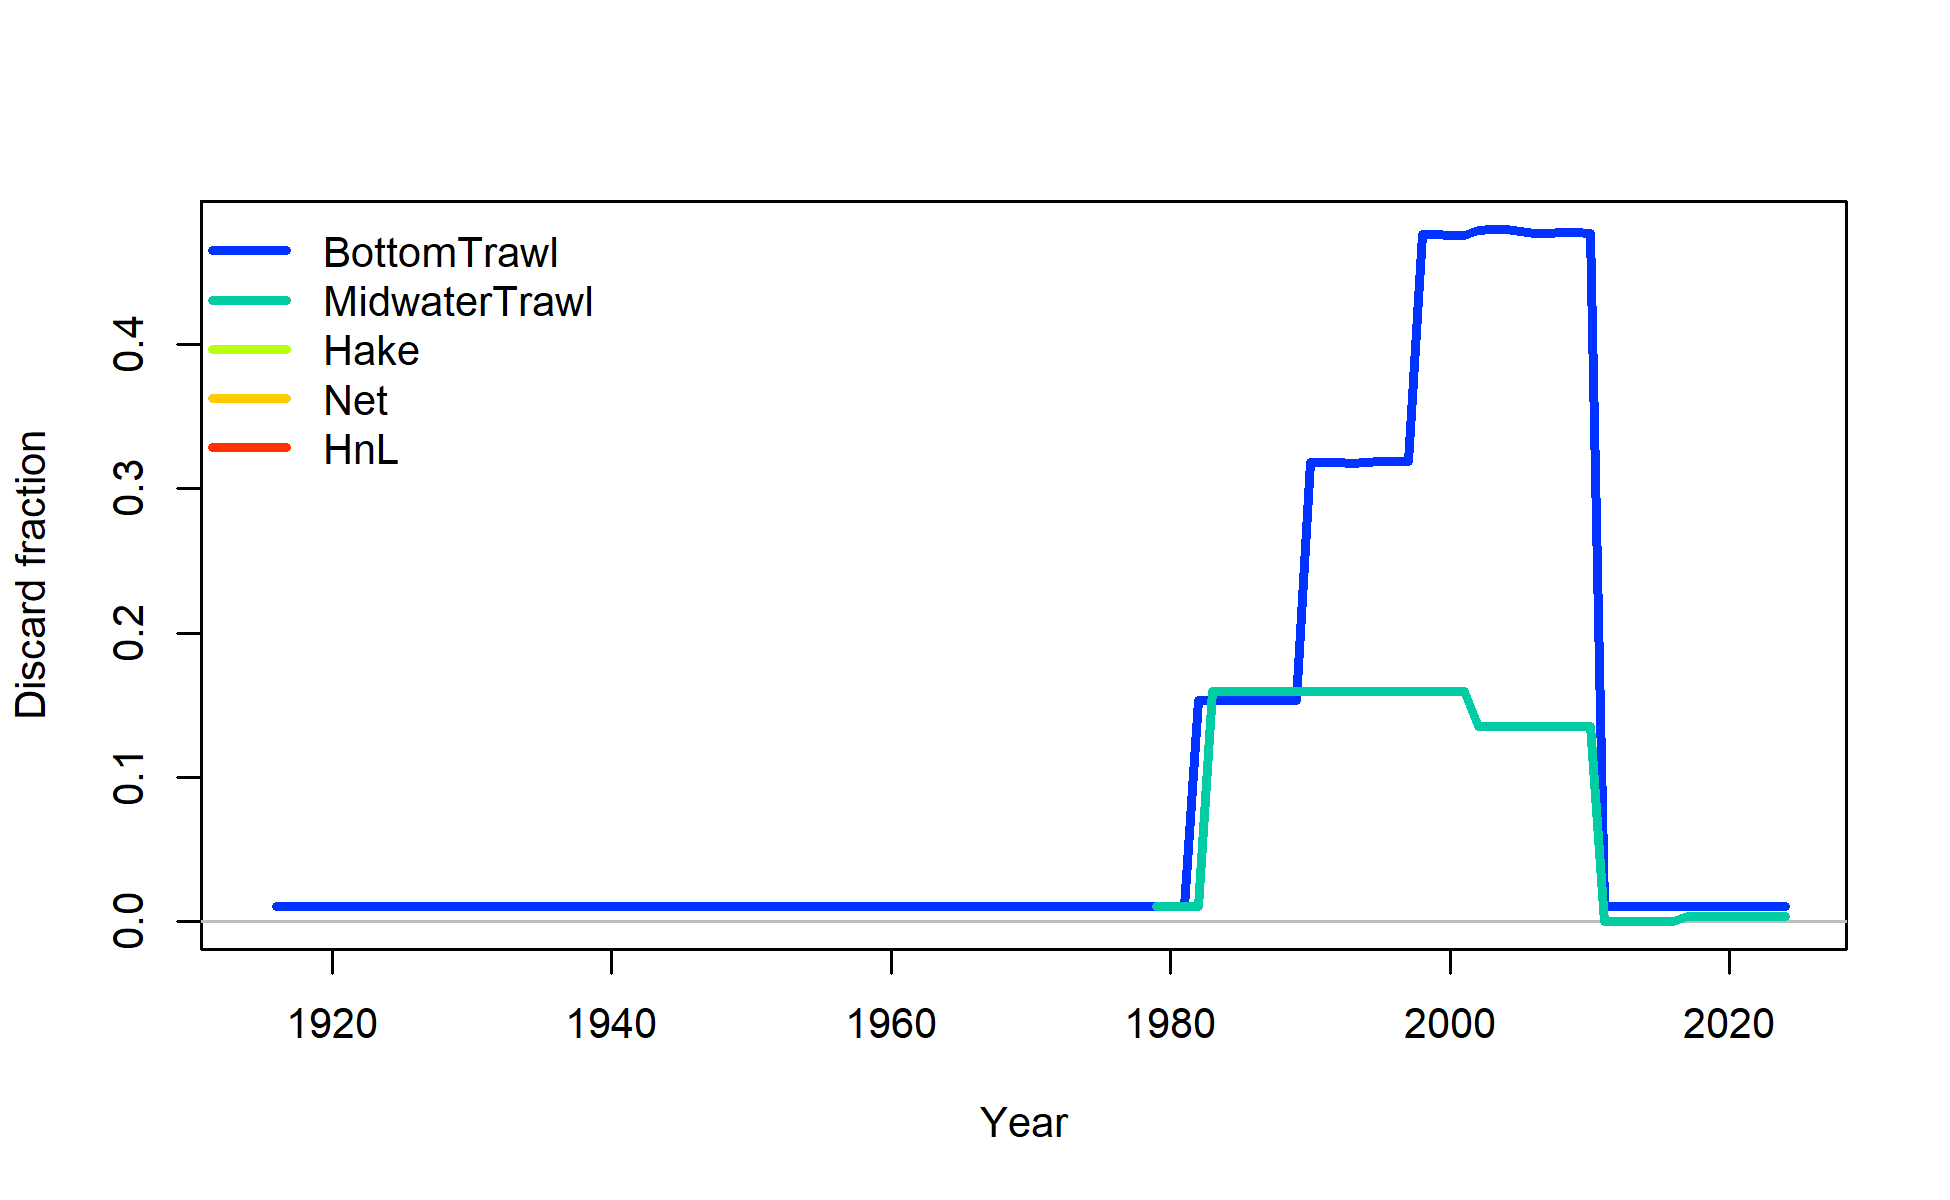 BottomTrawl
MidwaterTrawl
Hake
Net
HnL
Discard fraction
0.4
0.3
0.2
0.1
0.0
1920 1940 1960 1980 2000 2020
Year